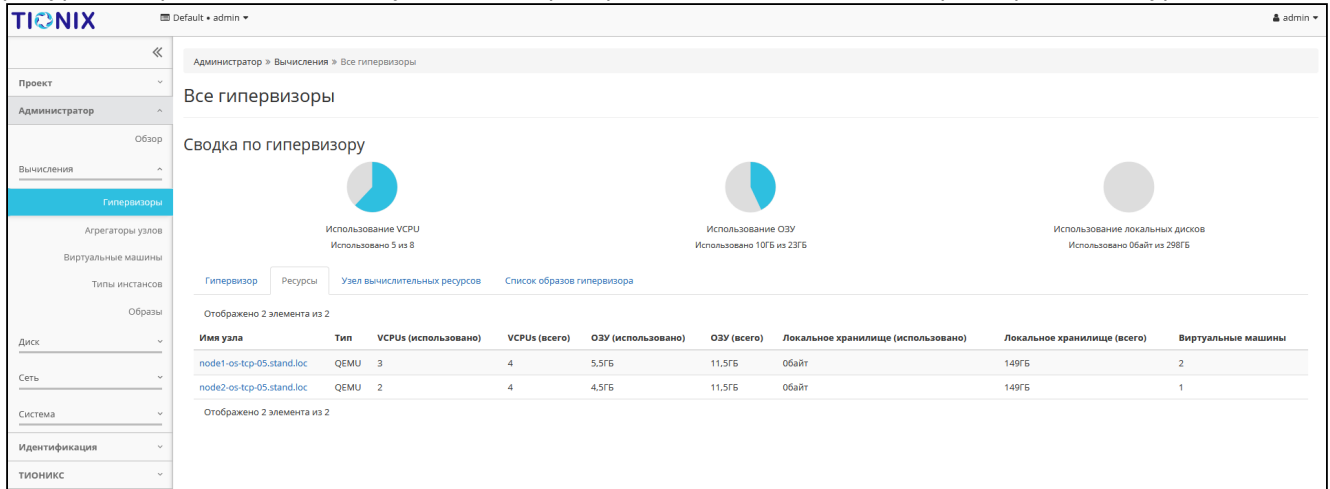 TIONIX
Default • admin
admin
Администратор » Вычисления » Все гипервизоры
Проект
Администратор
Обзор
Вычисления
Гипервизоры
Агрегаторы узлов
Виртуальные машины
Типы инстансов
Образы
Диск
Сеть
Система
Идентификация
ТИОНИКС
Все гипервизоры
Сводка по гипервизору
Использование VCPU
Использовано 5 из 8
Использование ОЗУ
Использовано 10ГБ из 23ГБ
Использование локальных дисков
Использовано 0байт из 298ГБ
Гипервизор Ресурсы Узел вычислительных ресурсов Список образов гипервизора
Отображено 2 элемента из 2
Имя узла Тип VCPUs (использовано) VCPUs (всего) ОЗУ (использовано) ОЗУ (всего) Локальное хранилище (использовано) Локальное хранилище (всего) Виртуальные машины
node1-os-tcp-05.stand.loc QEMU 3 4 5,5ГБ 11,5ГБ 0байт 149ГБ 2
node2-os-tcp-05.stand.loc QEMU 2 4 4,5ГБ 11,5ГБ 0байт 149ГБ 1
Отображено 2 элемента из 2